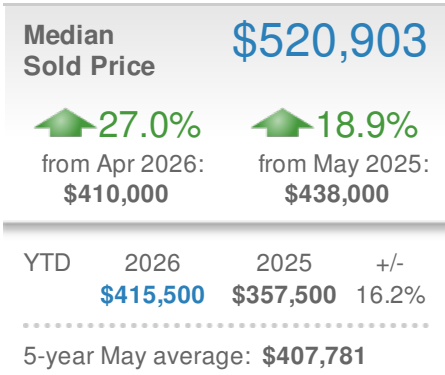 Median
Sold Price
$520,903
27.0%
from Apr 2026:
$410,000
18.9%
from May 2025:
$438,000
YTD 2026 2025 +/-
$415,500 $357,500 16.2%
5-year May average: $407,781